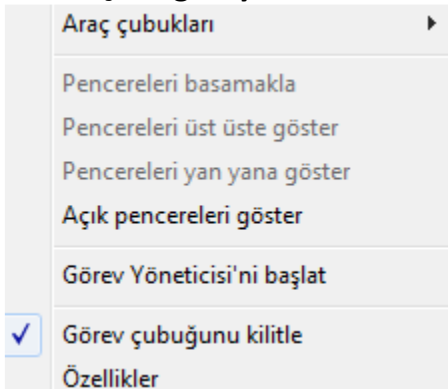 Araç çubukları
Pencereleri basamakla
Pencereleri üst üste göster
Pencereleri yan yana göster
Açık pencereleri göster
Görev Yöneticisi'ni başlat
Görev çubuğunu kilitle
Özellikler